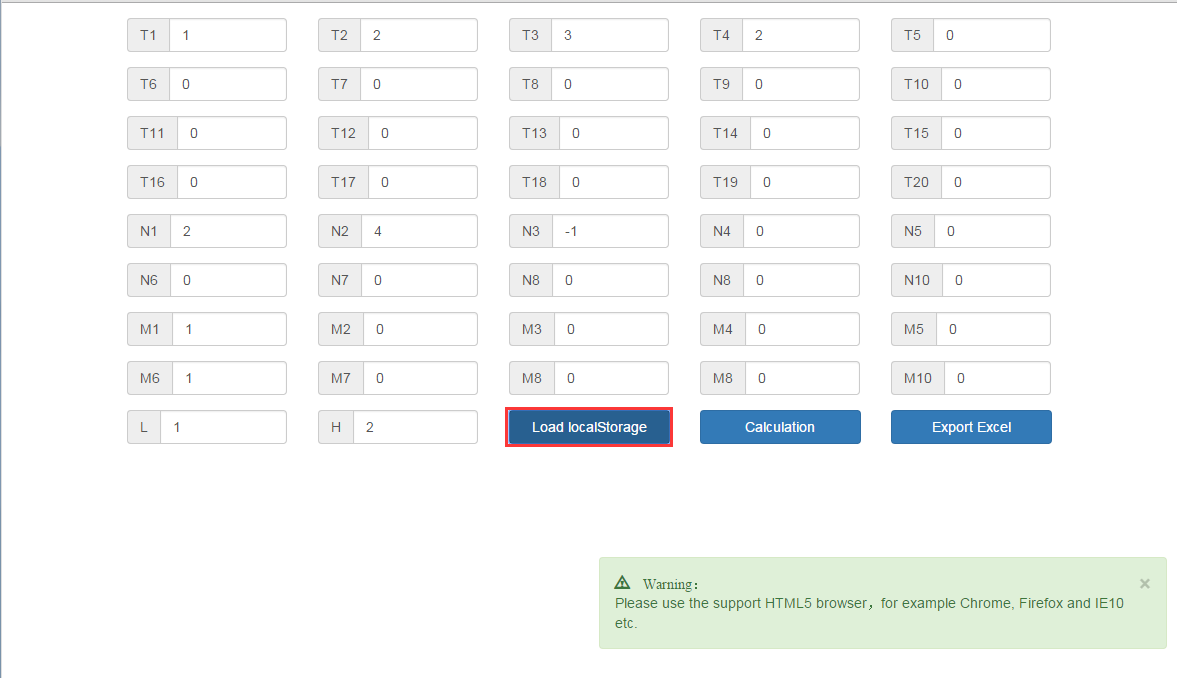 T1 1 T2 2 T3 3 T4 2 T5 0
T6 0 T7 0 T8 0 T9 0 T10 0
T11 0 T12 0 T13 0 T14 0 T15 0
T16 0 T17 0 T18 0 T19 0 T20 0
N1 2 N2 4 N3 -1 N4 0 N5 0
N6 0 N7 0 N8 0 N8 0 N10 0
M1 1 M2 0 M3 0 M4 0 M5 0
M6 1 M7 0 M8 0 M8 0 M10 0
L 1 H 2 Load localStorage Calculation Export Excel
Warning： ×
Please use the support HTML5 browser，for example Chrome, Firefox and IE10
etc.